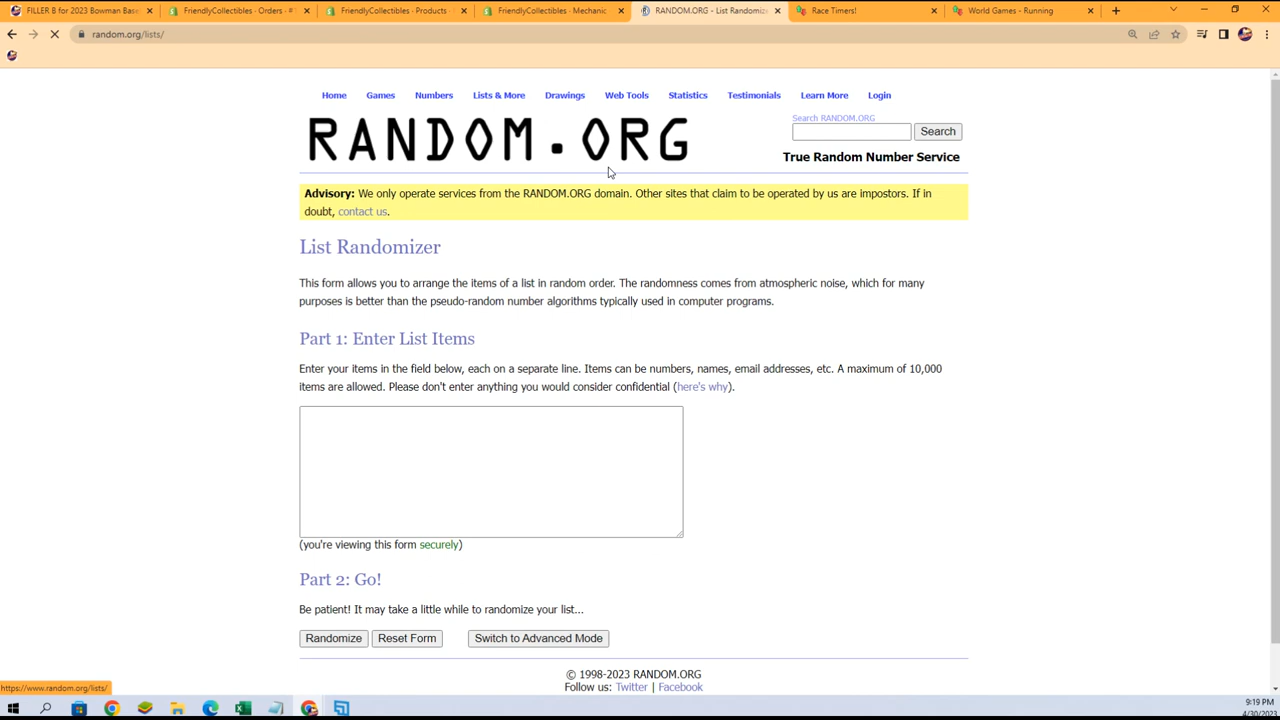 FILLER B for 2023 Bowman Bas
FriendlyCollectibles - Orders - #1
FriendlyCollectibles - Products
FriendlyCollectibles - Mechanic
RANDOM.ORG - List Randomize
Race Timers!
World Games - Running
random.org/lists/
Home Games Numbers Lists & More Drawings Web Tools Statistics Testimonials Learn More Login
RANDOM.ORG
Search RANDOM.ORG
Search
True Random Number Service
Advisory: We only operate services from the RANDOM.ORG domain. Other sites that claim to be operated by us are impostors. If in
doubt, contact us.
List Randomizer
This form allows you to arrange the items of a list in random order. The randomness comes from atmospheric noise, which for many
purposes is better than the pseudo-random number algorithms typically used in computer programs.
Part 1: Enter List Items
Enter your items in the field below, each on a separate line. Items can be numbers, names, email addresses, etc. A maximum of 10,000
items are allowed. Please don't enter anything you would consider confidential (here's why).
(you're viewing this form securely)
Part 2: Go!
Be patient! It may take a little while to randomize your list...
Randomize Reset Form Switch to Advanced Mode
© 1998-2023 RANDOM.ORG
Follow us: Twitter | Facebook
https://www.random.org/lists/
9:19 PM
4/30/2023